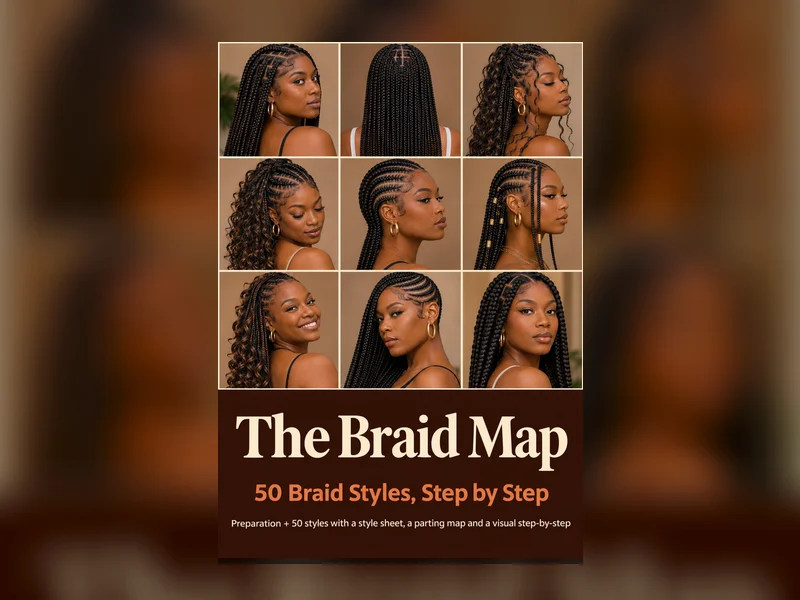 The Braid Map
50 Braid Styles, Step by Step
Preparation + 50 styles with a style sheet, a parting map and a visual step-by-step